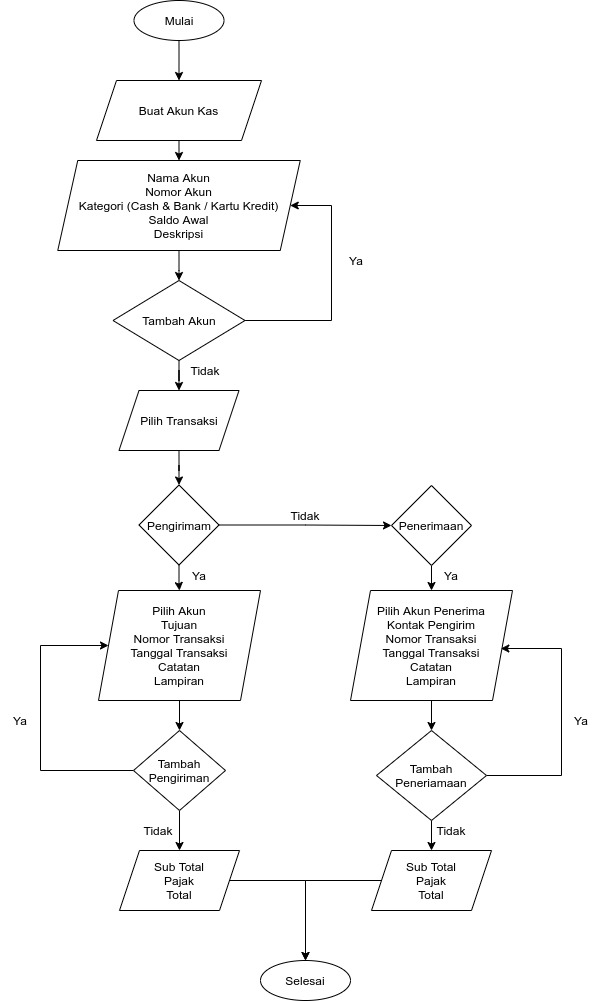 Mulai
Buat Akun Kas
Nama Akun
Nomor Akun
Kategori (Cash & Bank / Kartu Kredit)
Saldo Awal
Deskripsi
Ya
Tambah Akun
Tidak
Pilih Transaksi
Pengirimam
Tidak
Penerimaan
Ya
Ya
Pilih Akun
Tujuan
Nomor Transaksi
Tanggal Transaksi
Catatan
Lampiran
Pilih Akun Penerima
Kontak Pengirim
Nomor Transaksi
Tanggal Transaksi
Catatan
Lampiran
Ya
Ya
Tambah
Pengiriman
Tambah
Peneriamaan
Tidak
Tidak
Sub Total
Pajak
Total
Sub Total
Pajak
Total
Selesai